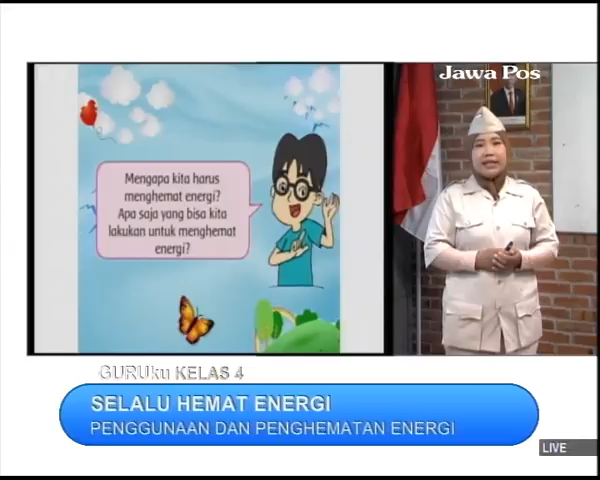 Jawa Pos
Mengapa kita harus
menghemat energi?
Apa saja yang bisa kita
lakukan untuk menghemat
energi?
GURUku KELAS 4
SELALU HEMAT ENERGI
PENGGUNAAN DAN PENGHEMATAN ENERGI
LIVE